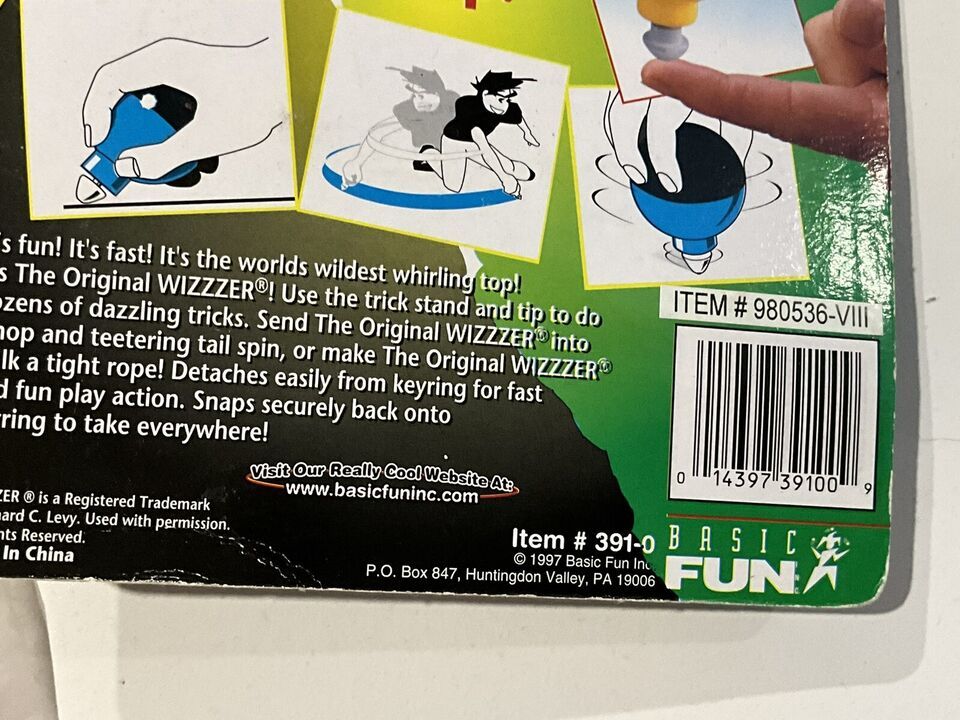 's fun! It's fast! It's the worlds wildest whirling top!
s The Original WIZZZER®! Use the trick stand and tip to do
ozens of dazzling tricks. Send The Original WIZZZER® into
hop and teetering tail spin, or make The Original WIZZZER®
lk a tight rope! Detaches easily from keyring for fast
d fun play action. Snaps securely back onto
ring to take everywhere!
Visit Our Really Cool Website At:
www.basicfuninc.com
ZER ® is a Registered Trademark
ard C. Levy. Used with permission.
hts Reserved.
In China
Item # 391-0
© 1997 Basic Fun Inc.
P.O. Box 847, Huntingdon Valley, PA 19006
ITEM # 980536-VIII
0 14397 39100 9
BASIC
FUN